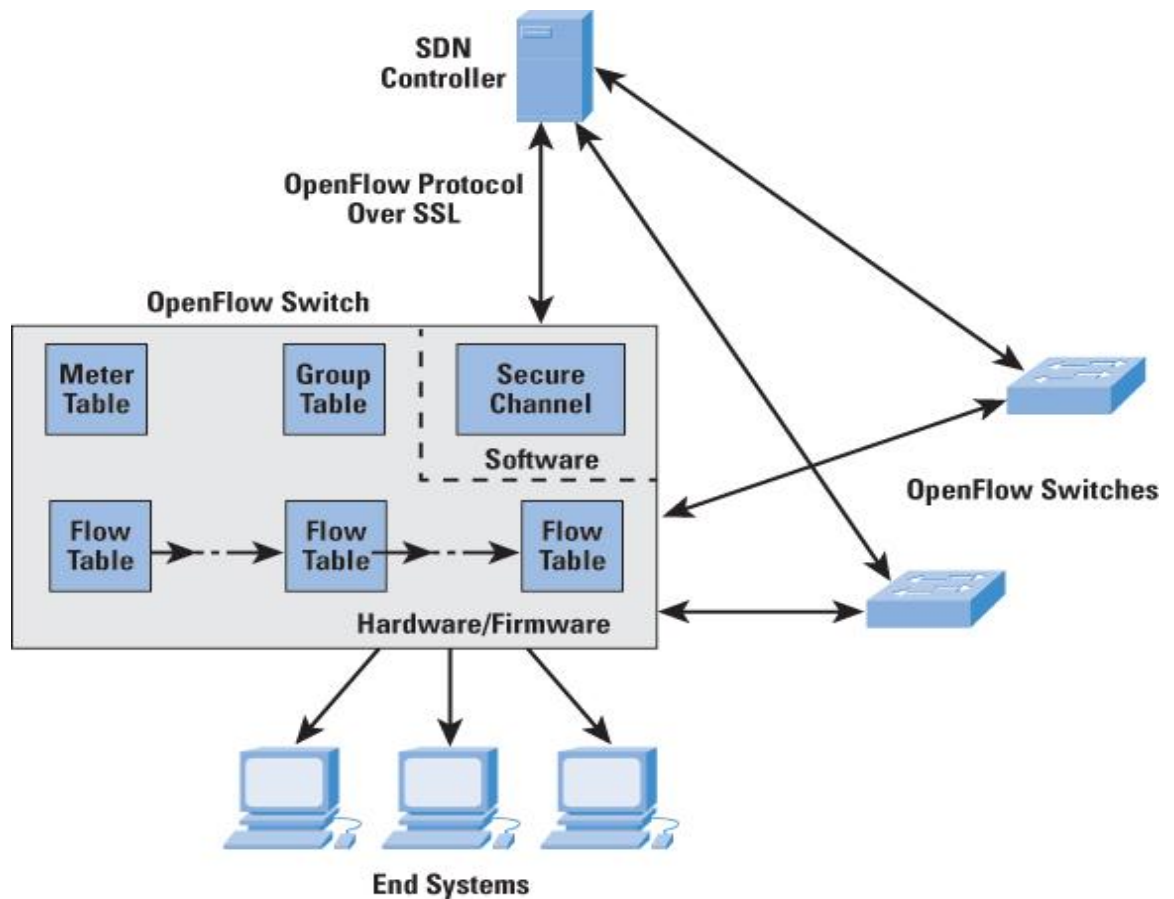 SDN
Controller
OpenFlow Protocol
Over SSL
OpenFlow Switch
Meter
Table
Group
Table
Secure
Channel
Software
OpenFlow Switches
Flow
Table
Flow
Table
Flow
Table
Hardware/Firmware
End Systems